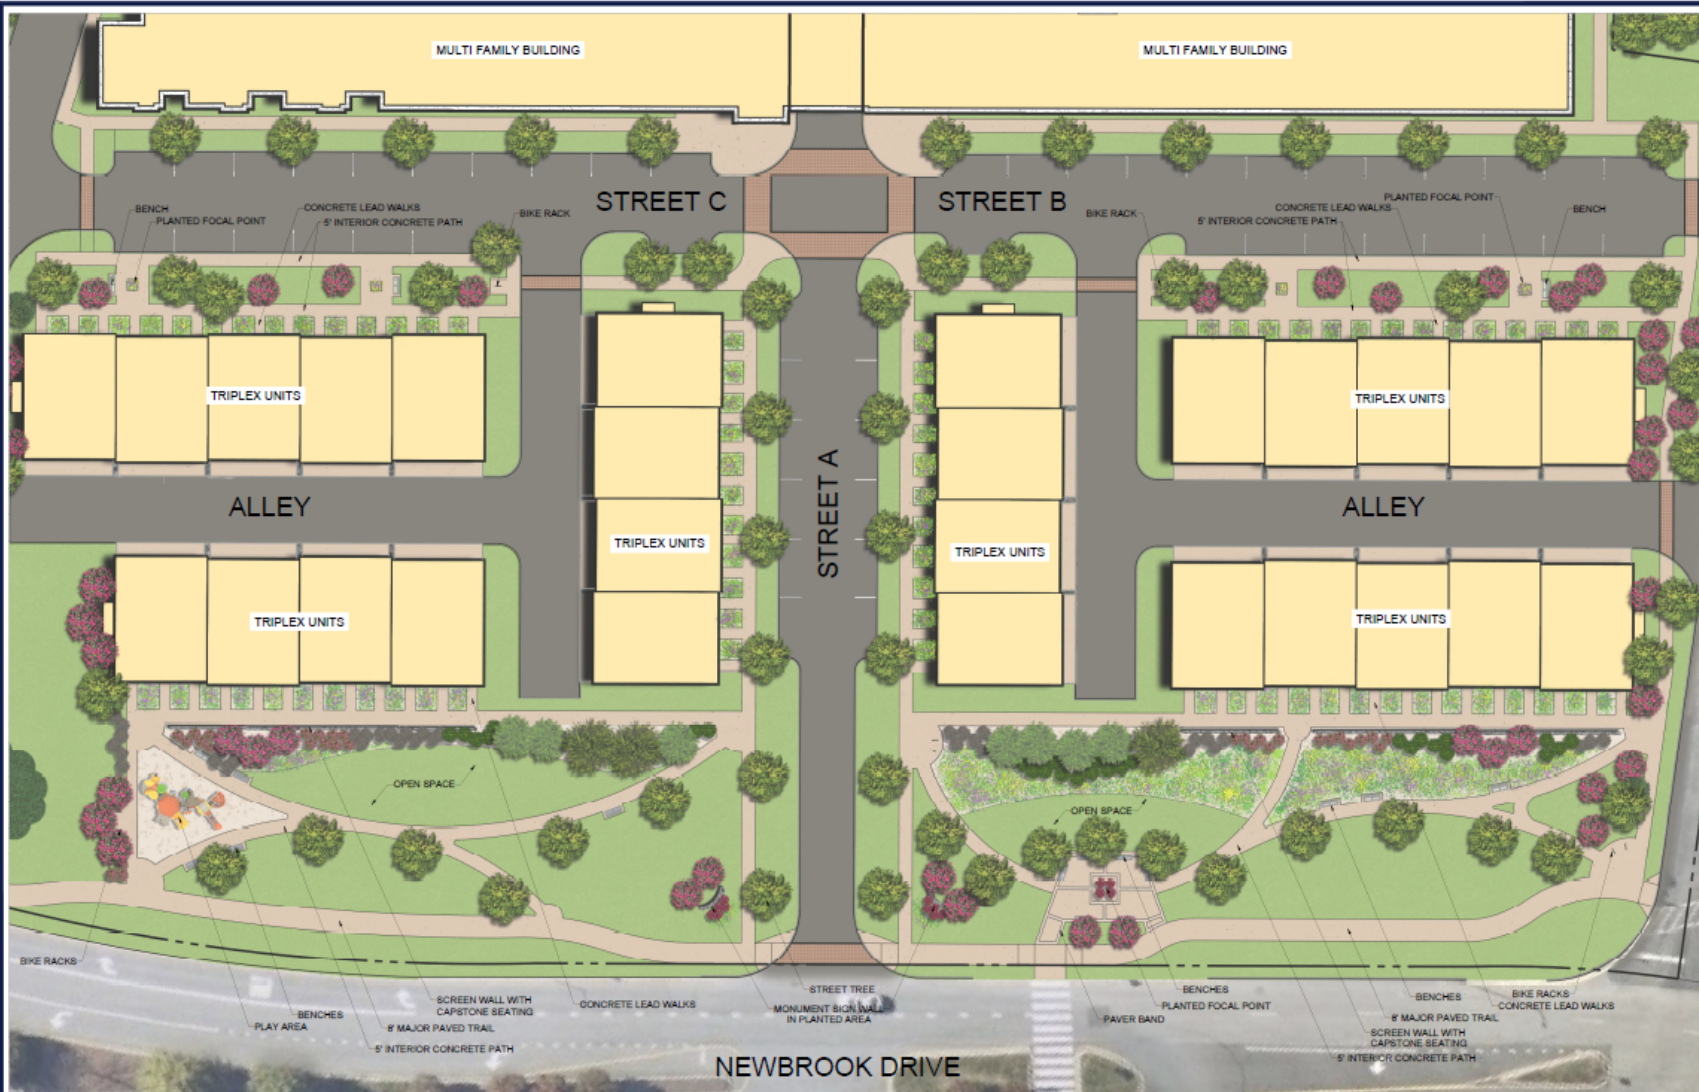 MULTI FAMILY BUILDING
MULTI FAMILY BUILDING
STREET C
STREET B
BENCH
PLANTED FOCAL POINT
CONCRETE LEAD WALKS
5' INTERIOR CONCRETE PATH
BIKE RACK
BIKE RACK
PLANTED FOCAL POINT
CONCRETE LEAD WALKS
5' INTERIOR CONCRETE PATH
BENCH
TRIPLEX UNITS
TRIPLEX UNITS
ALLEY
STREET A
ALLEY
TRIPLEX UNITS
TRIPLEX UNITS
TRIPLEX UNITS
TRIPLEX UNITS
OPEN SPACE
OPEN SPACE
BIKE RACKS
PLAY AREA
BENCHES
5' INTERIOR CONCRETE PATH
8' MAJOR PAVED TRAIL
SCREEN WALL WITH
CAPSTONE SEATING
CONCRETE LEAD WALKS
STREET TREE
MONUMENT SIGN WALL
IN PLANTED AREA
PAVER BAND
BENCHES
PLANTED FOCAL POINT
5' INTERIOR CONCRETE PATH
SCREEN WALL WITH
CAPSTONE SEATING
8' MAJOR PAVED TRAIL
BENCHES
BIKE RACKS
CONCRETE LEAD WALKS
NEWBROOK DRIVE